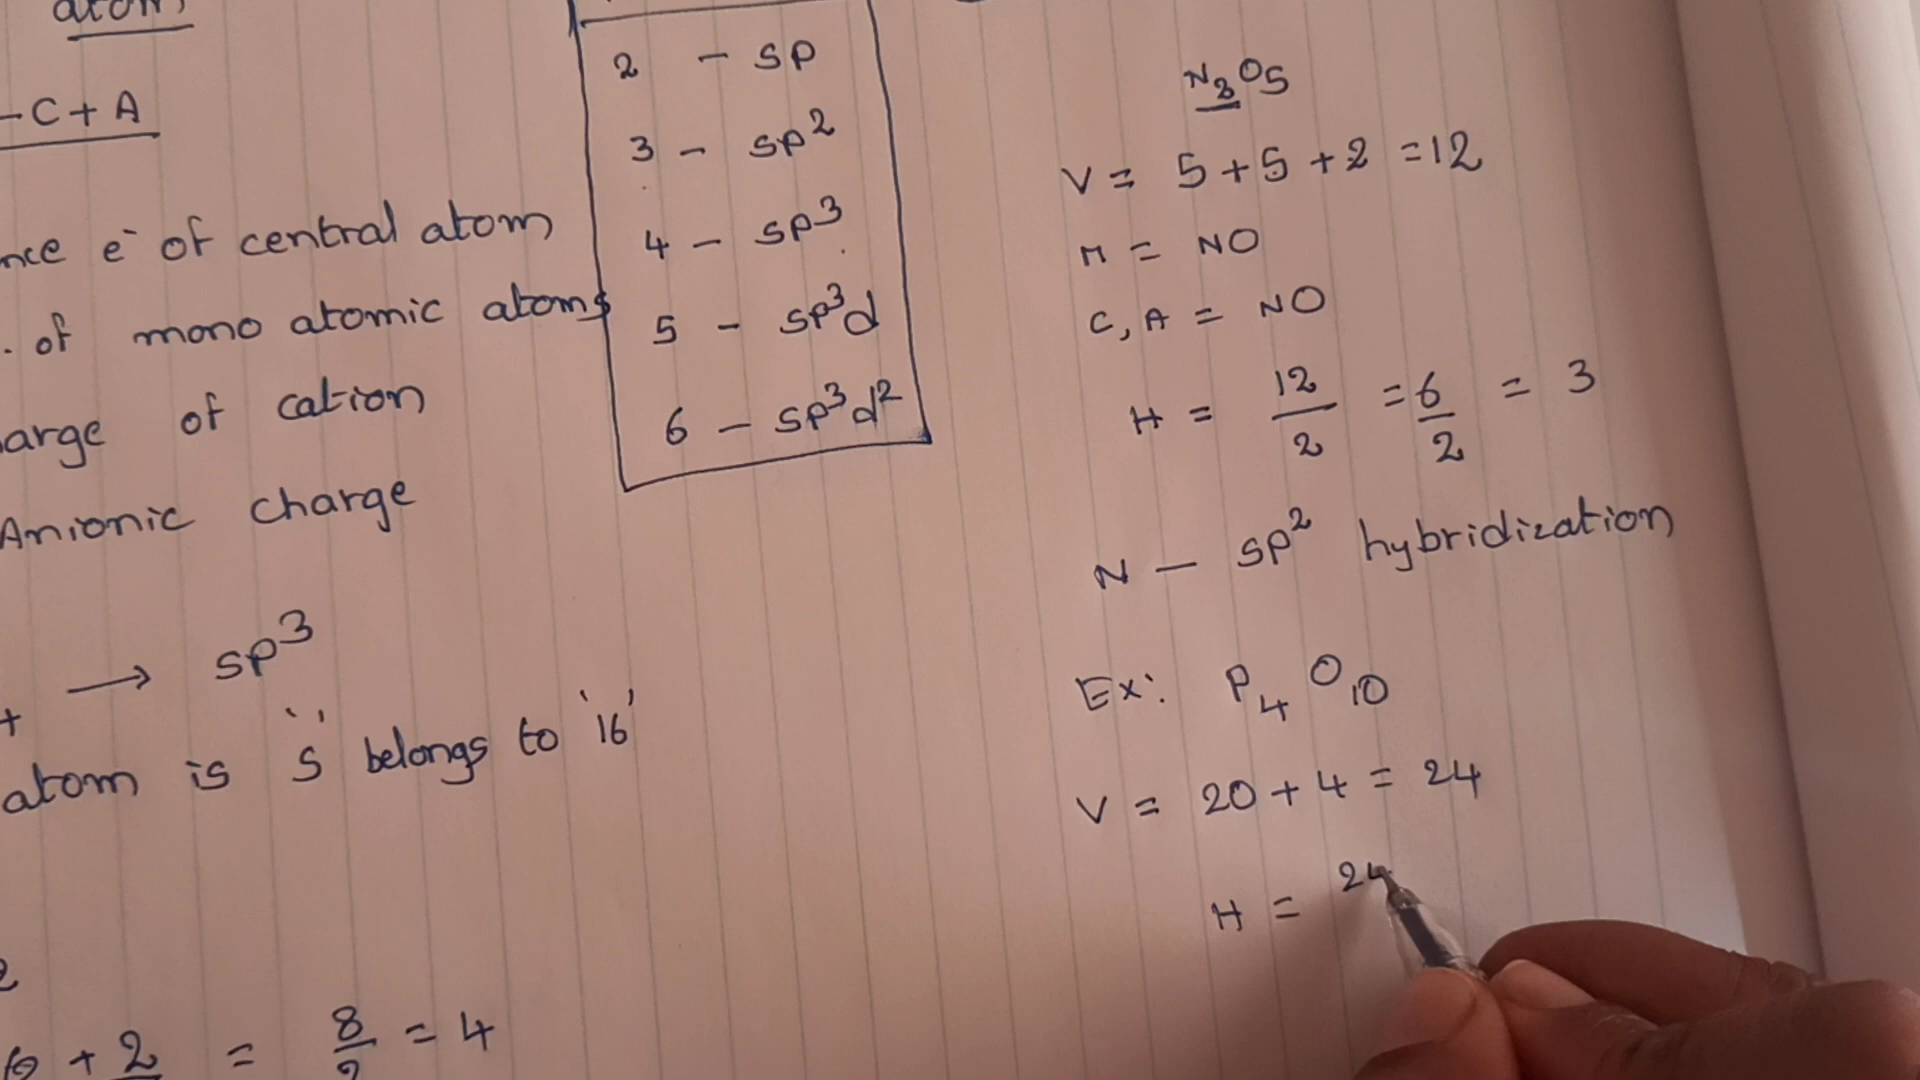 atom
-C+A
nce e⁻ of central atom
. of mono atomic atoms
arge of cation
Anionic charge
+ → sp³
atom is 's' belongs to '16'
6 + 2 = 8/2 = 4
2 - sp
3 - sp²
4 - sp³
5 - sp³d
6 - sp³d²
N₂O5
V = 5+5+2 =12
M = NO
C, A = NO
H = 12/2 = 6/2 = 3
N - sp² hybridization
Ex: P₄O₁₀
V = 20+4 = 24
H = 24